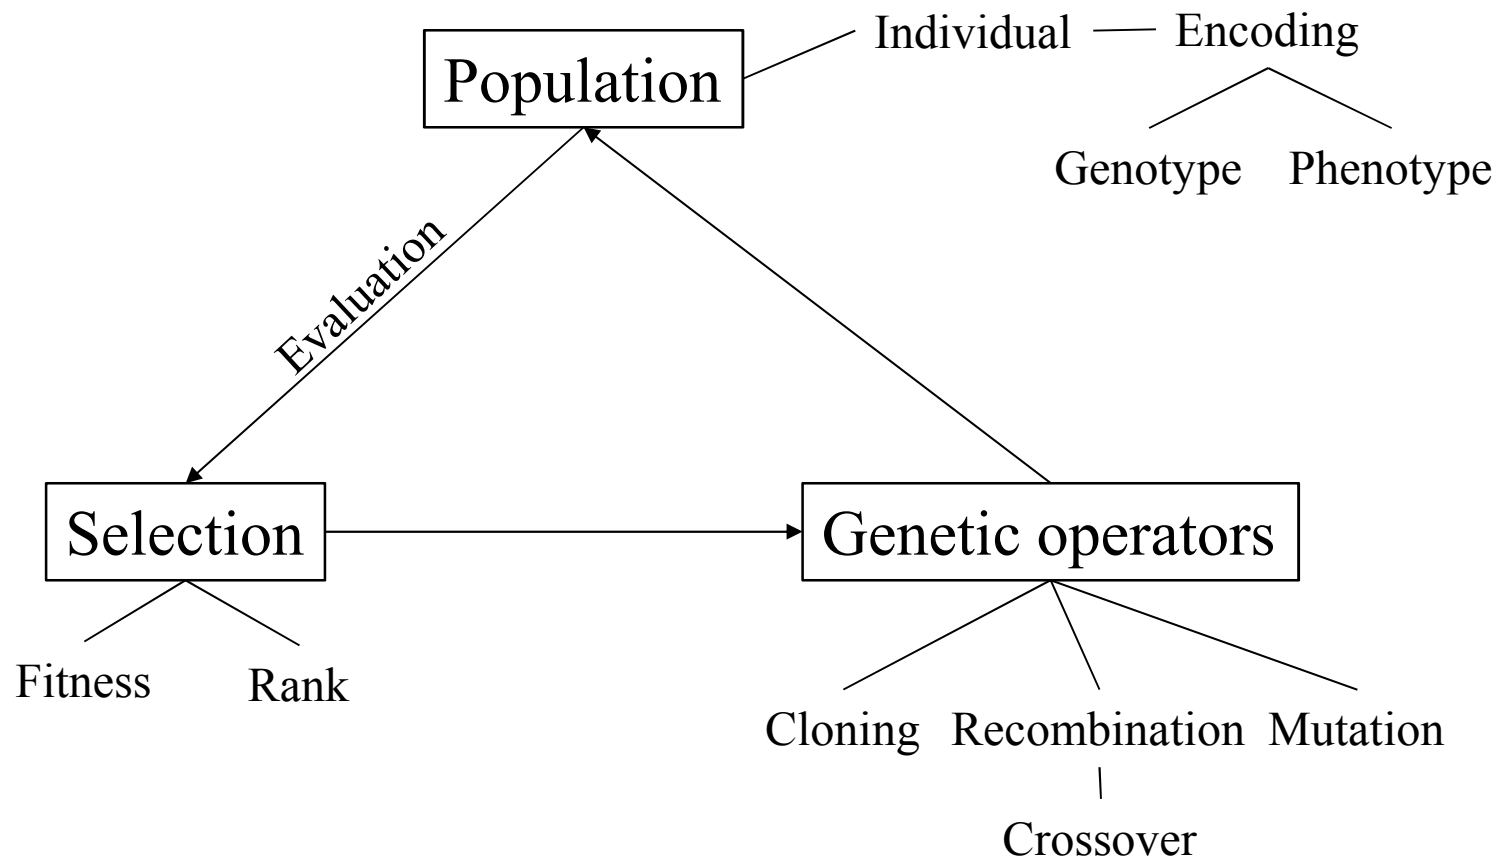 Individual
Encoding
Population
Genotype
Phenotype
Evaluation
Selection
Genetic operators
Fitness
Rank
Cloning
Recombination
Mutation
Crossover